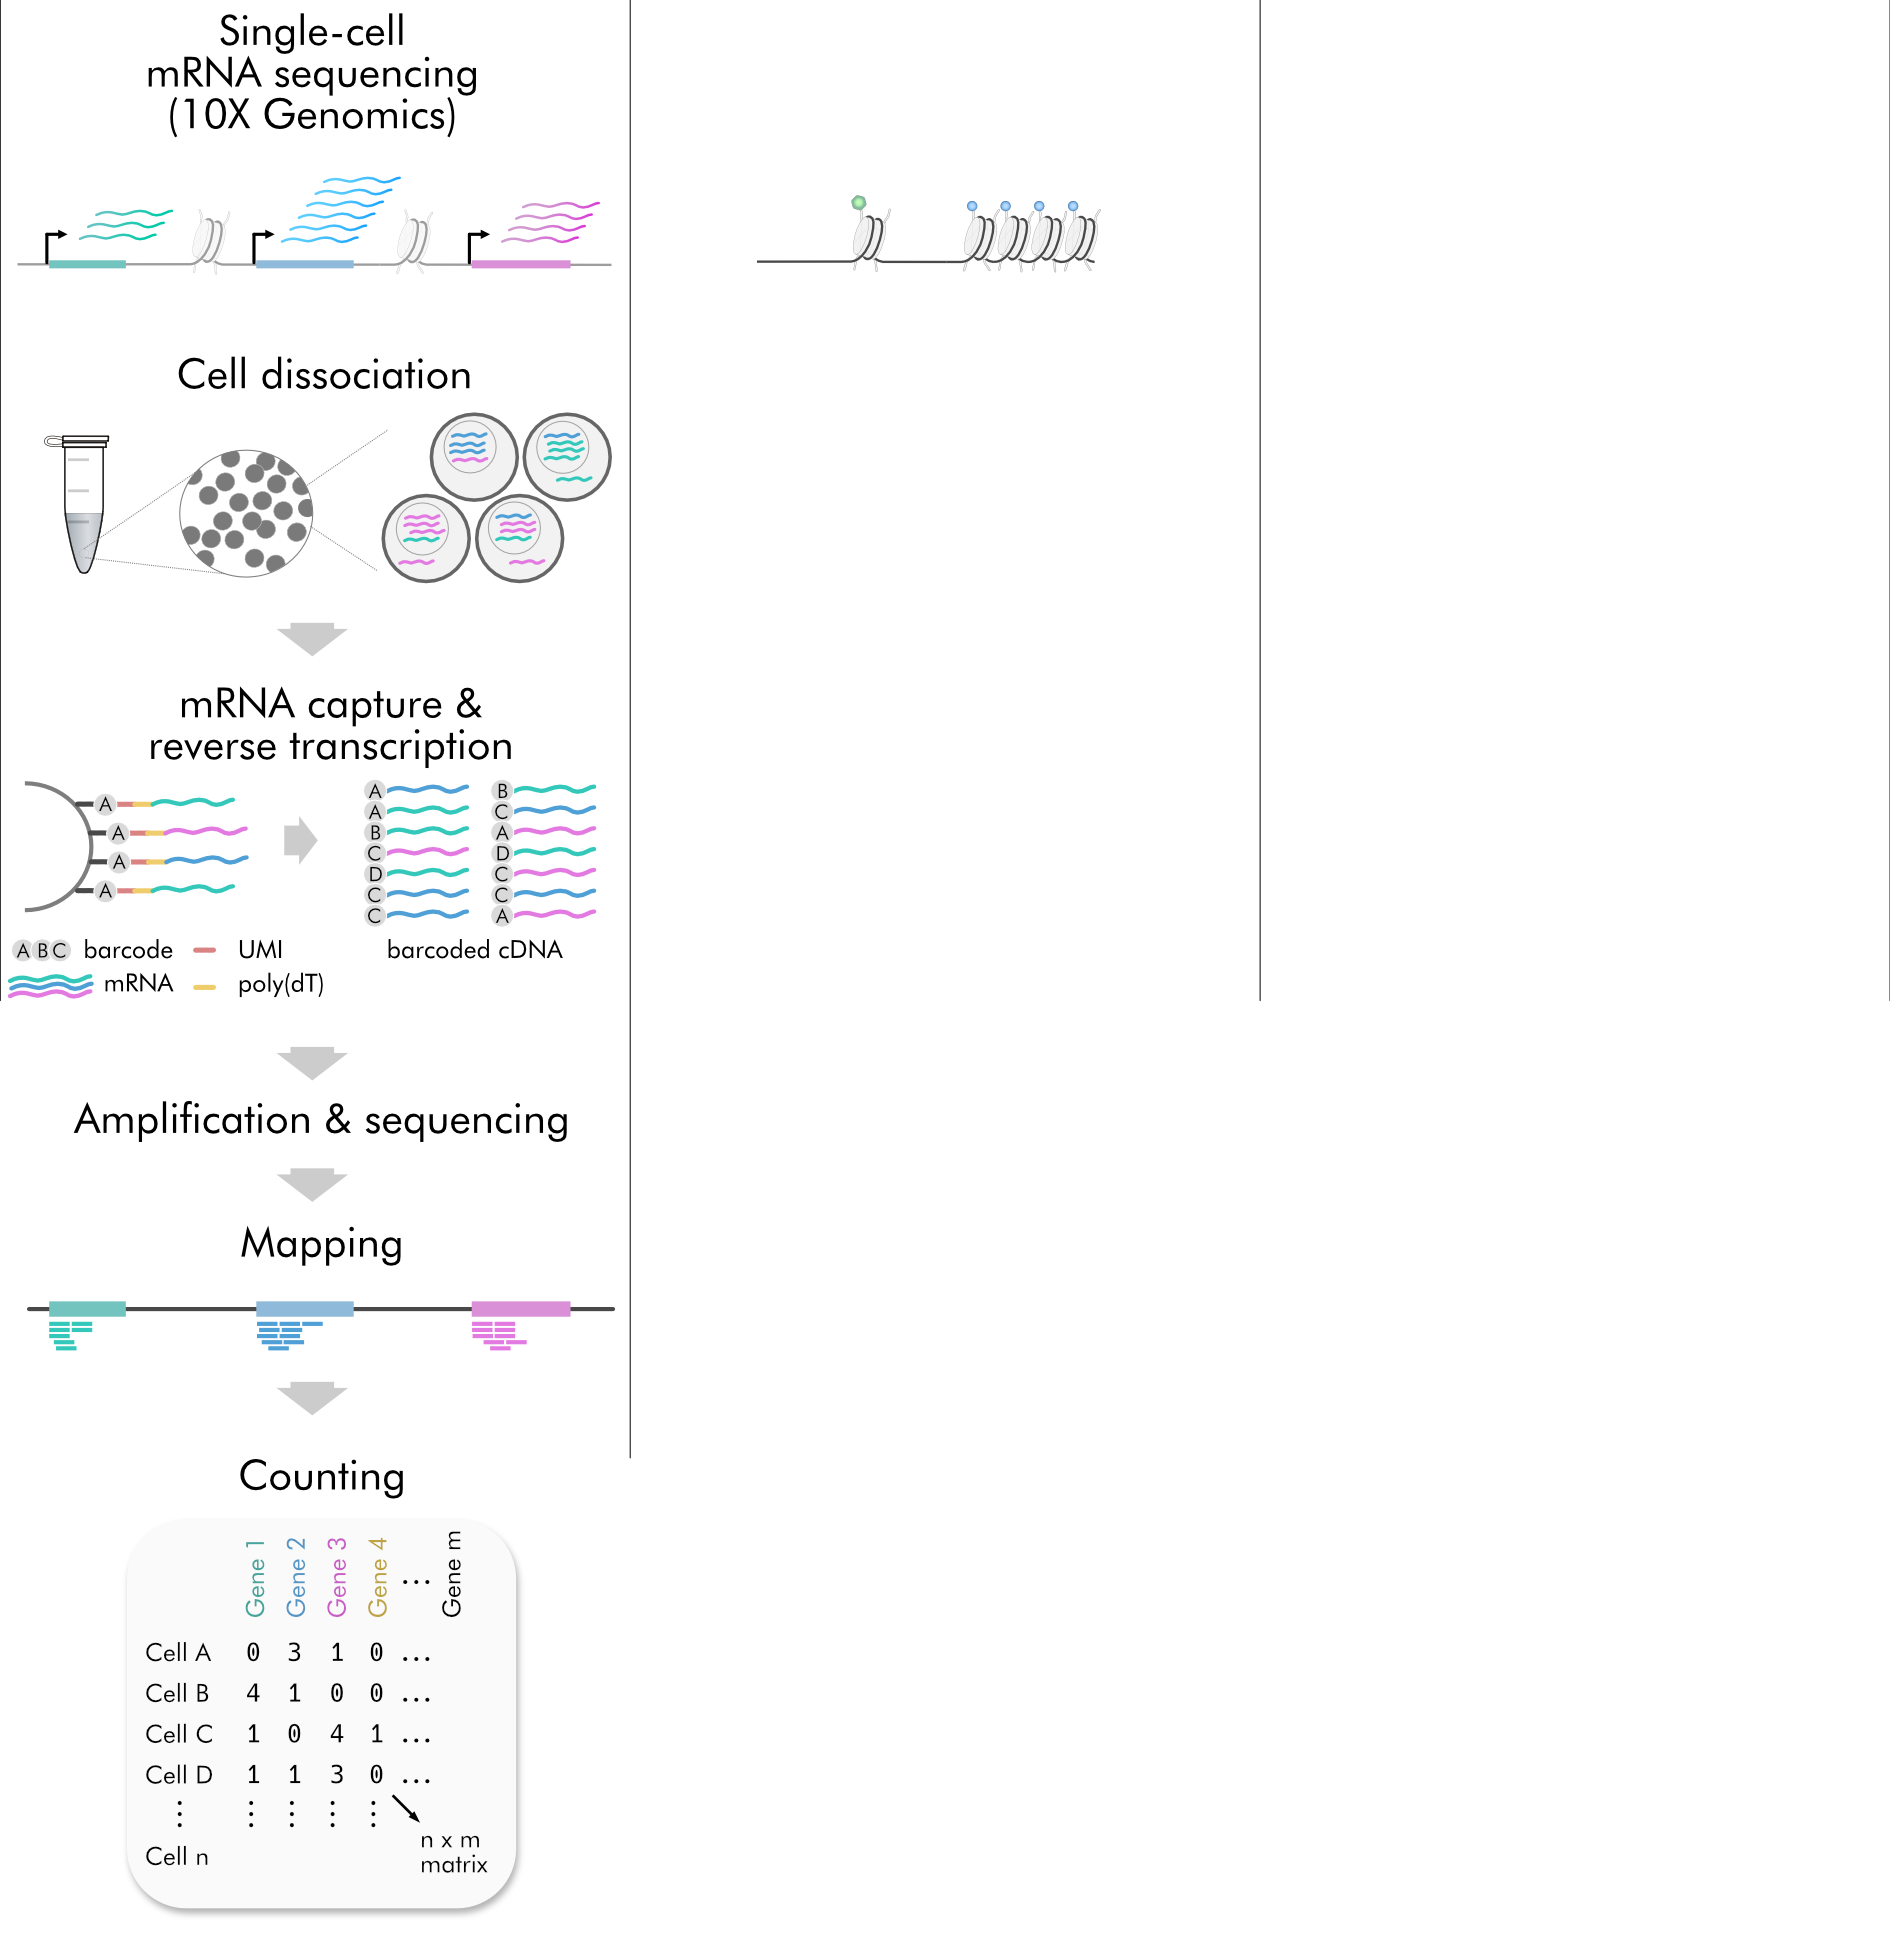 Single-cell
mRNA sequencing
(10X Genomics)
Cell dissociation
mRNA capture &
reverse transcription
A
A
A
A
A
A
B
C
D
C
C
B
C
A
D
C
C
A
A B C barcode UMI
mRNA poly(dT)
barcoded cDNA
Amplification & sequencing
Mapping
Counting
Gene 1 Gene 2 Gene 3 Gene 4 ... Gene m
Cell A 0 3 1 0 ...
Cell B 4 1 0 0 ...
Cell C 1 0 4 1 ...
Cell D 1 1 3 0 ...
Cell n
n x m
matrix